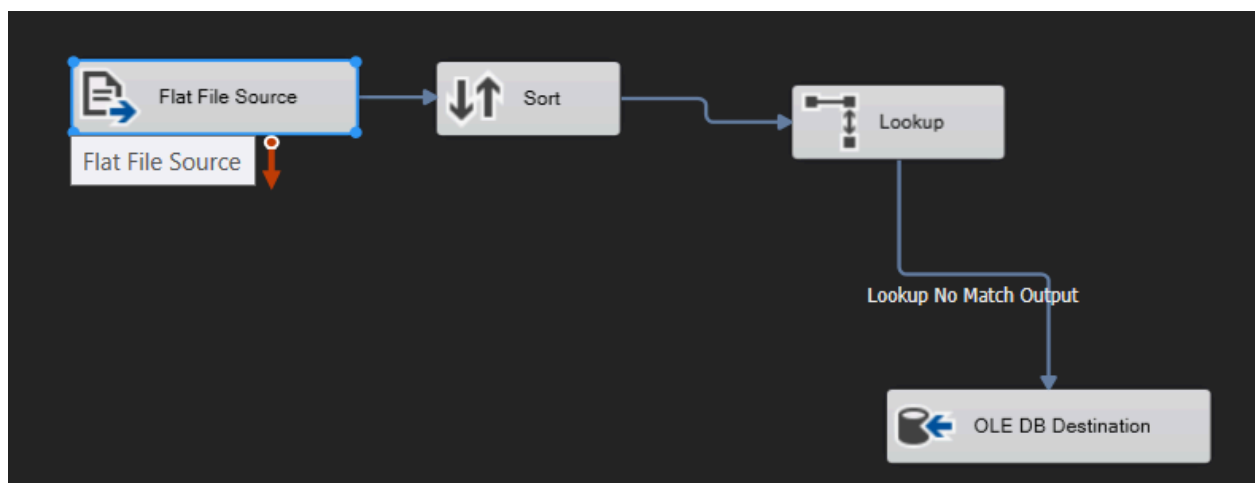 Flat File Source
Sort
Lookup
Flat File Source
Lookup No Match Output
OLE DB Destination